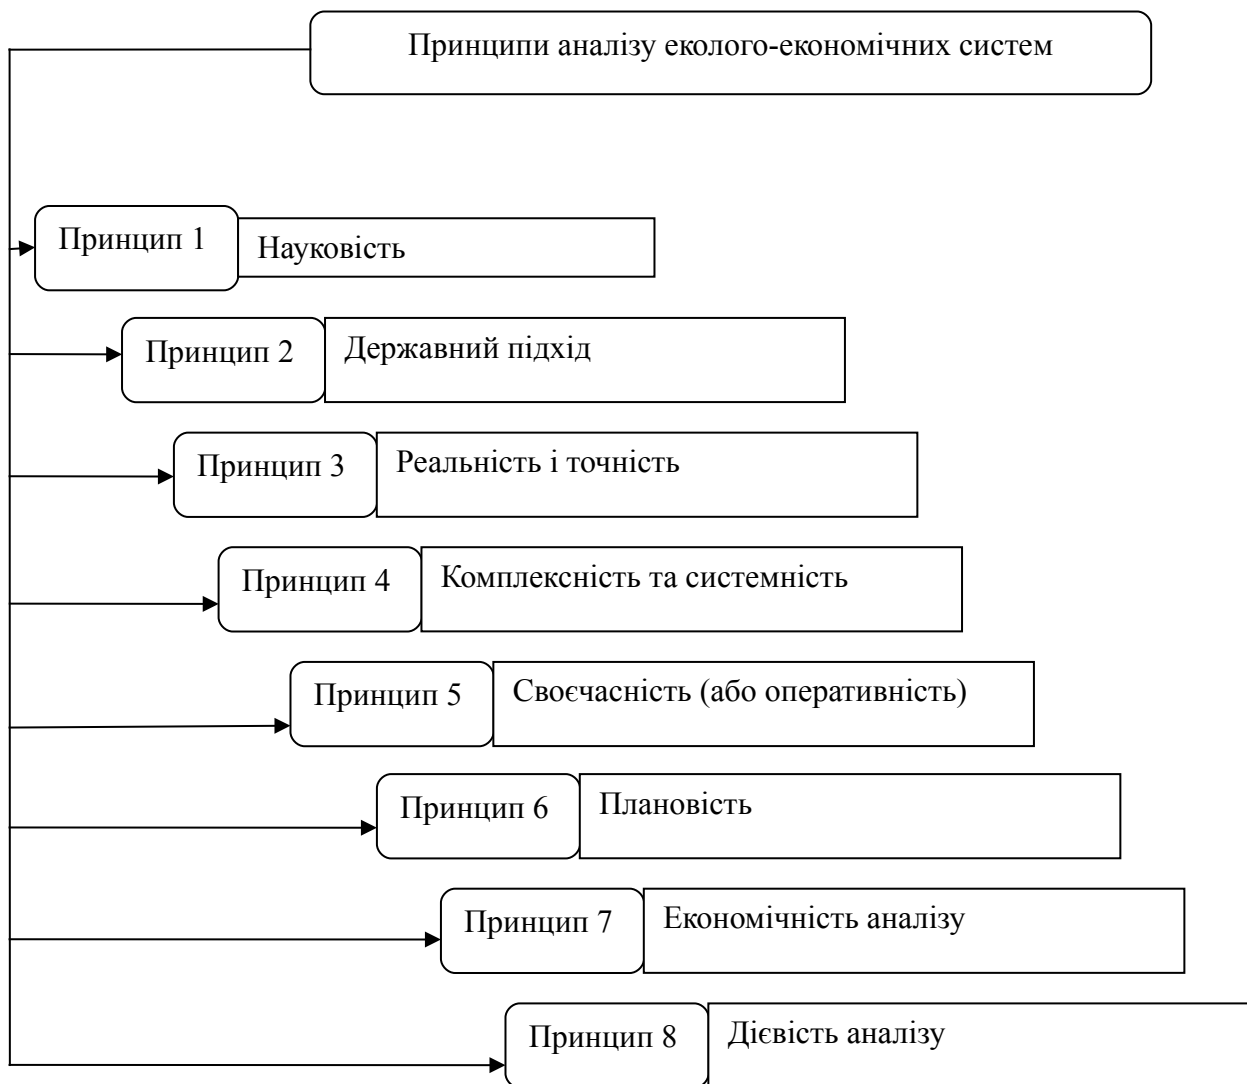 Принципи аналізу еколого-економічних систем
Принцип 1
Науковість
Принцип 2
Державний підхід
Принцип 3
Реальність і точність
Принцип 4
Комплексність та системність
Принцип 5
Своєчасність (або оперативність)
Принцип 6
Плановість
Принцип 7
Економічність аналізу
Принцип 8
Дієвість аналізу